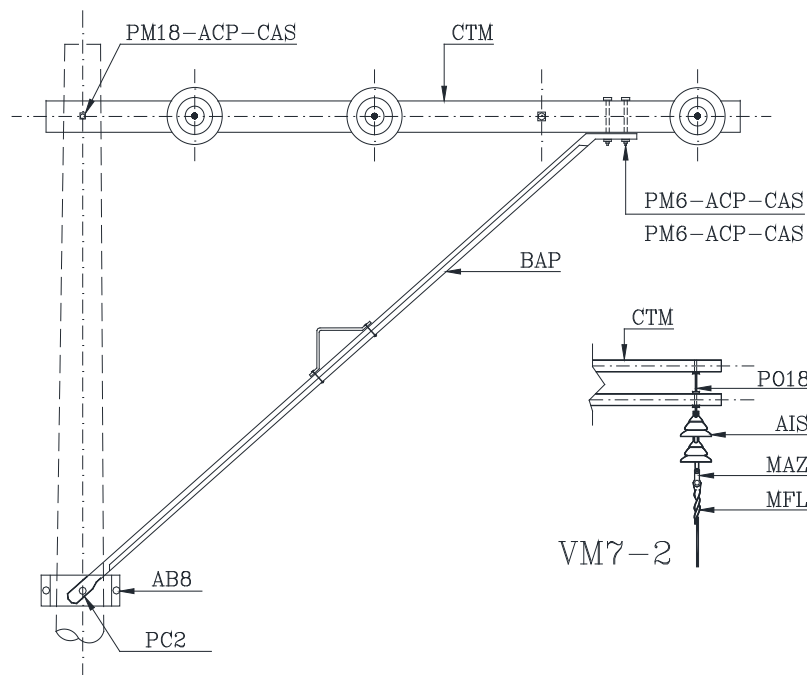 PM18-ACP-CAS
CTM
PM6-ACP-CAS
PM6-ACP-CAS
BAP
CTM
PO18
AIS
MAZ
MFL
VM7-2
AB8
PC2